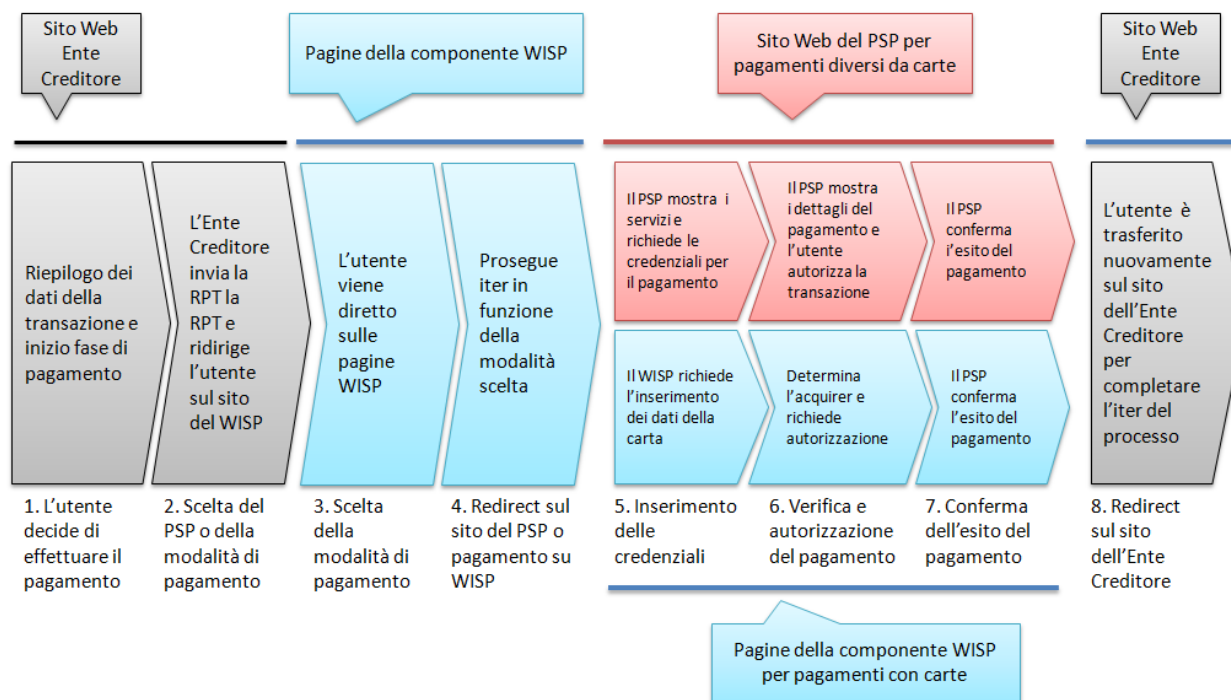 Sito Web
Ente
Creditore
Pagine della componente WISP
Sito Web del PSP per
pagamenti diversi da carte
Sito Web
Ente
Creditore
Riepilogo dei
dati della
transazione e
inizio fase di
pagamento
L'Ente
Creditore
invia la
RPT la
RPT e
ridirige
l'utente
sul sito
del WISP
L'utente
viene
diretto
sulle
pagine
WISP
Prosegue
iter in
funzione
della
modalità
scelta
Il PSP mostra i
servizi e
richiede le
credenziali per
il pagamento
Il PSP mostra
i dettagli del
pagamento e
l'utente
autorizza la
transazione
Il PSP
conferma
i'esito del
pagamento
Il WISP richiede
l'inserimento
dei dati della
carta
Determina
l'acquirer e
richiede
autorizzazione
Il PSP
conferma
l'esito del
pagamento
L'utente è
trasferito
nuovamente
sul sito
dell'Ente
Creditore
per
completare
l'iter del
processo
1. L'utente
decide di
effettuare il
pagamento
2. Scelta del
PSP o della
modalità di
pagamento
3. Scelta
della
modalità di
pagamento
4. Redirect sul
sito del PSP o
pagamento su
WISP
5. Inserimento
delle
credenziali
6. Verifica e
autorizzazione
del pagamento
7. Conferma
dell'esito del
pagamento
8. Redirect
sul sito
dell'Ente
Creditore
Pagine della componente WISP
per pagamenti con carte